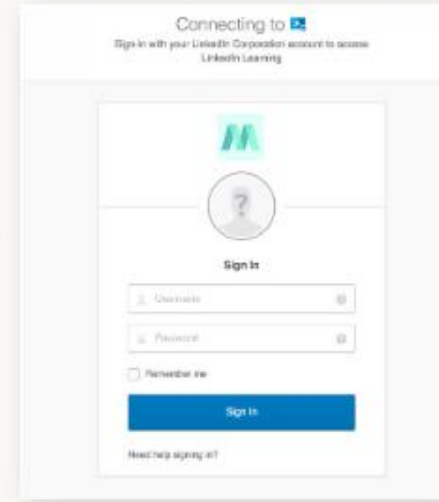 Connecting to
Sign-in with your LinkedIn Corporation account to access
LinkedIn Learning
Sign In
Username
Password
Remember me
Sign In
Need help signing in?